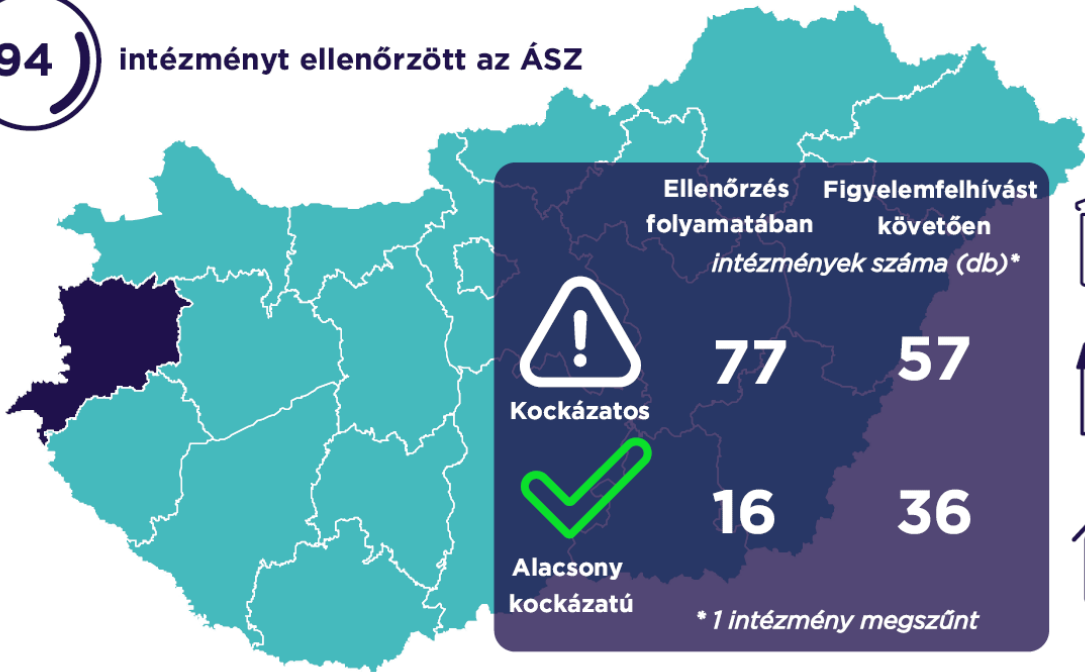 94
intézményt ellenőrzött az ÁSZ
Ellenőrzés folyamatában
Figyelemfelhívást követően
intézmények száma (db)*
Kockázatos
77
57
Alacsony kockázatú
16
36
* 1 intézmény megszűnt